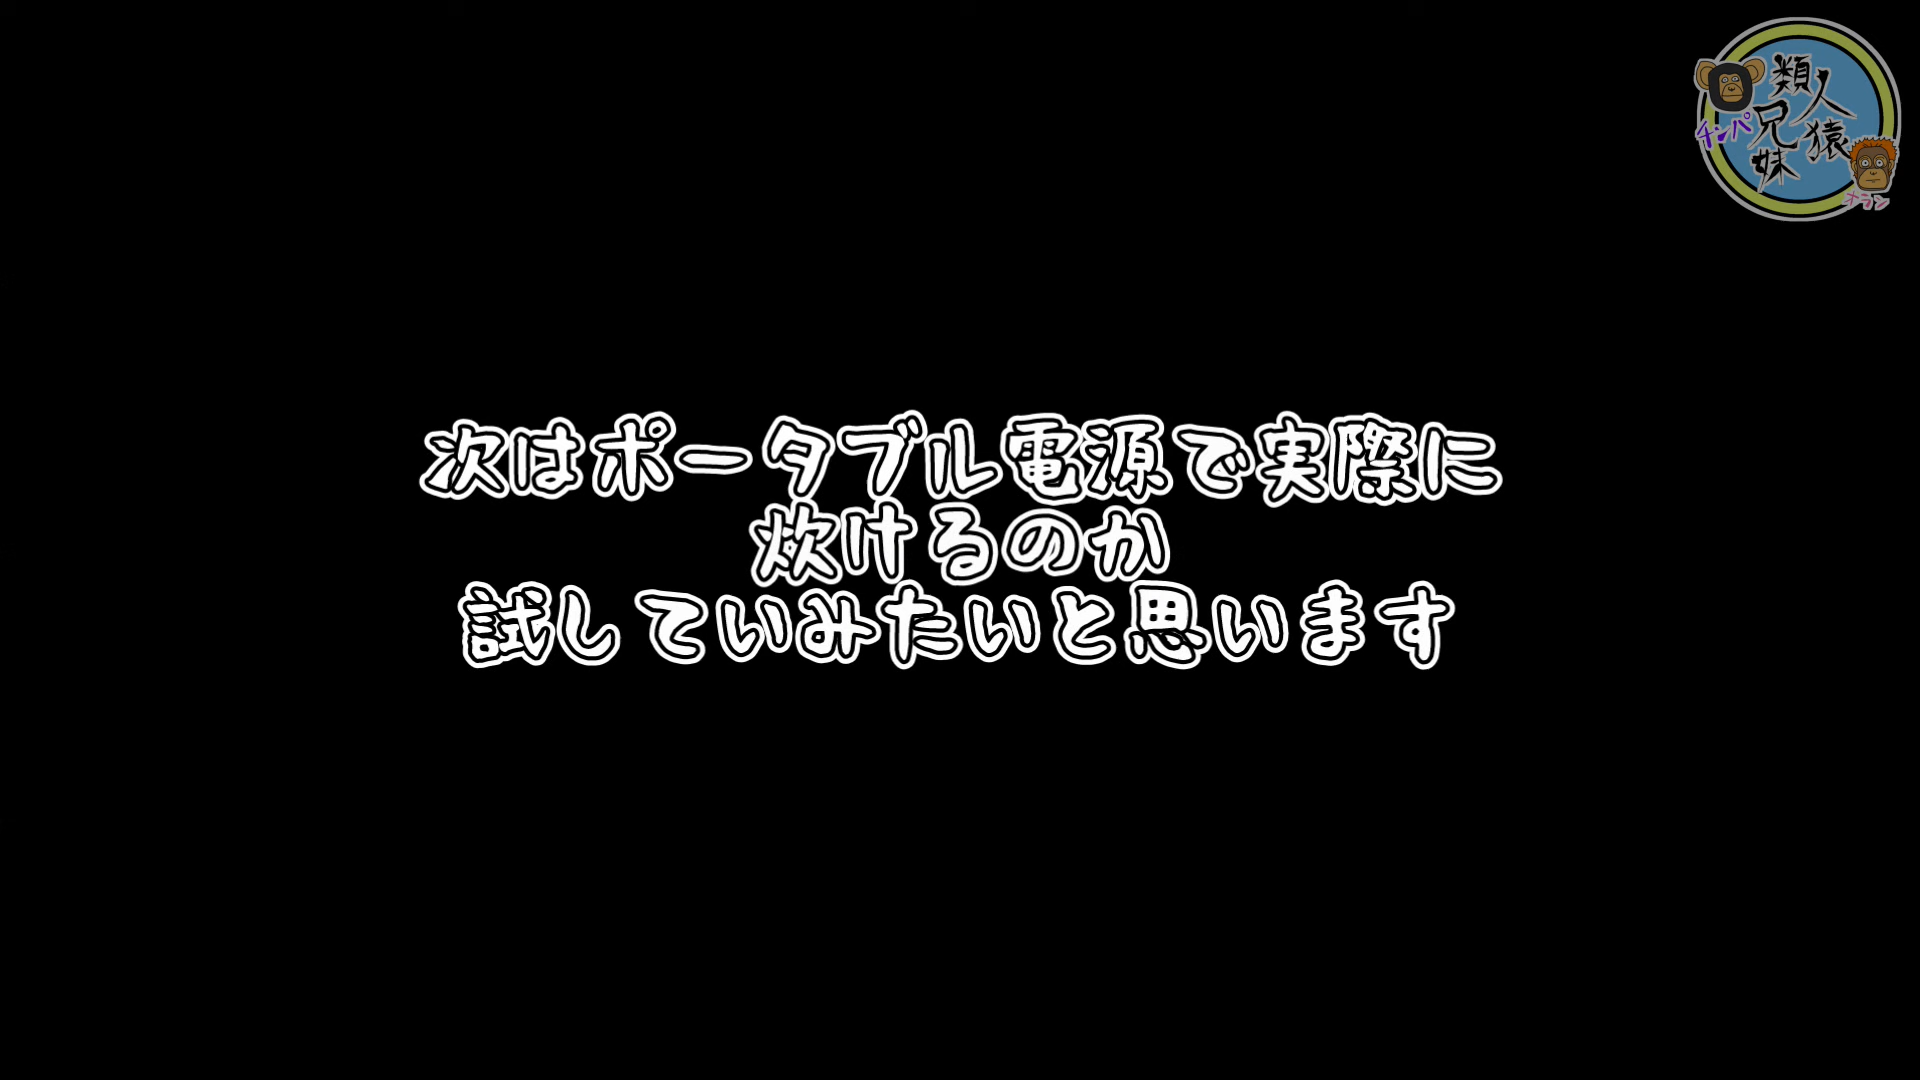 次はポータブル電源で実際に
炊けるのか
試していみたいと思います
類人猿
兄妹
チンパ
オラン